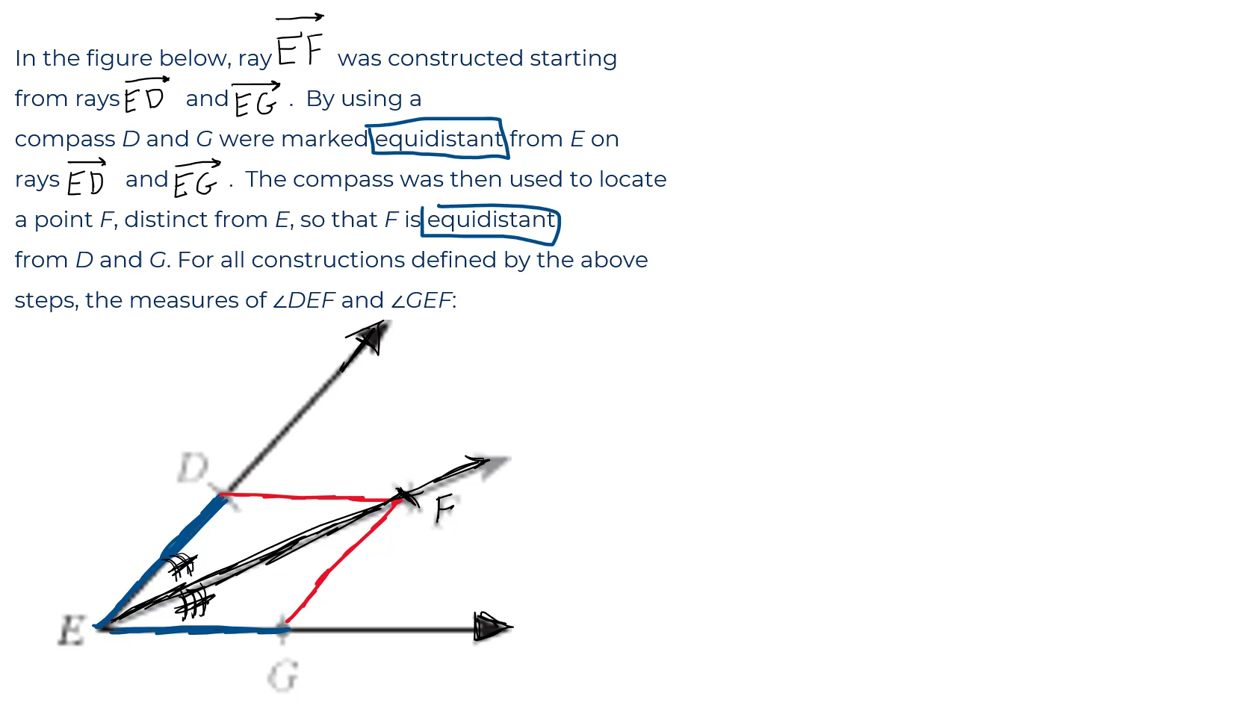 In the figure below, ray EF was constructed starting
from rays ED and EG. By using a
compass D and G were marked equidistant from E on
rays ED and EG. The compass was then used to locate
a point F, distinct from E, so that F is equidistant
from D and G. For all constructions defined by the above
steps, the measures of ∠DEF and ∠GEF:
D
F
E
G